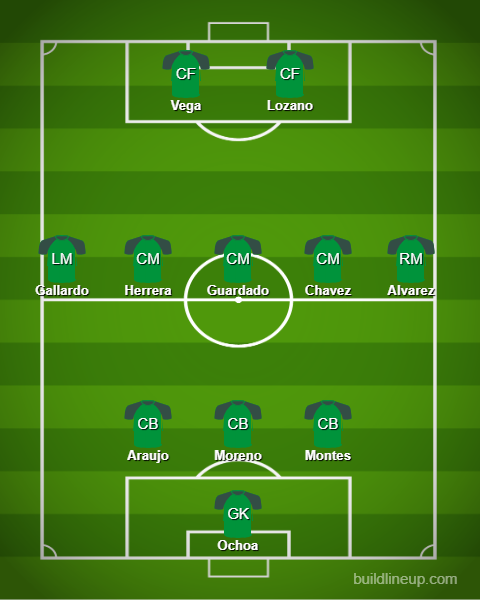 CF CF
Vega Lozano
LM CM CM CM RM
Gallardo Herrera Guardado Chavez Alvarez
CB CB CB
Araujo Moreno Montes
GK
Ochoa
buildlineup.com